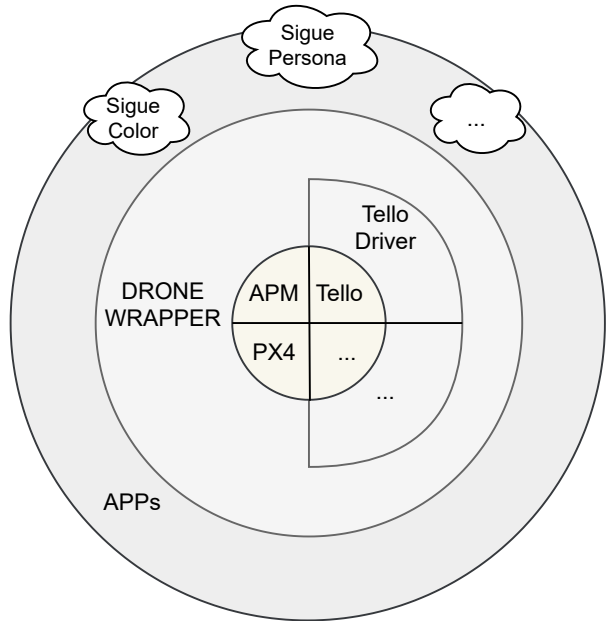 Sigue
Persona
Sigue
Color
...
Tello
Driver
DRONE
WRAPPER
APM
Tello
PX4
...
...
APPs